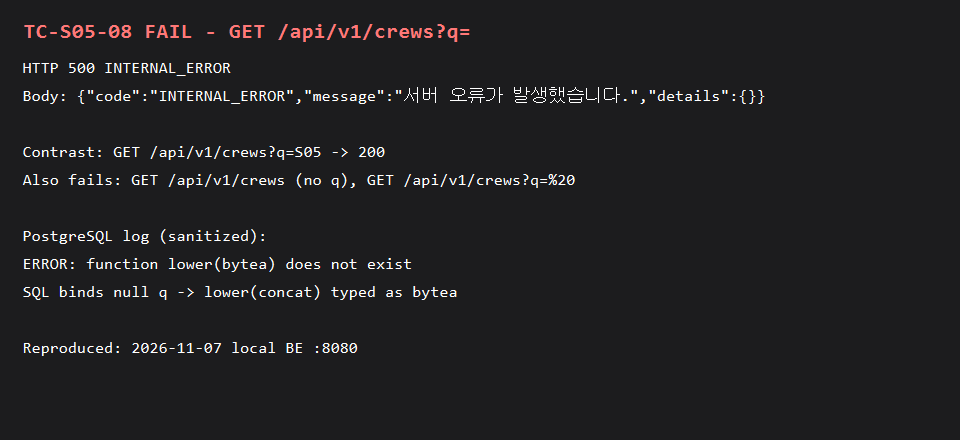 TC-S05-08 FAIL - GET /api/v1/crews?q=
HTTP 500 INTERNAL_ERROR
Body: {"code":"INTERNAL_ERROR","message":"서버 오류가 발생했습니다.","details":{}}
Contrast: GET /api/v1/crews?q=S05 -> 200
Also fails: GET /api/v1/crews (no q), GET /api/v1/crews?q=%20
PostgreSQL log (sanitized):
ERROR: function lower(bytea) does not exist
SQL binds null q -> lower(concat) typed as bytea
Reproduced: 2026-11-07 local BE :8080